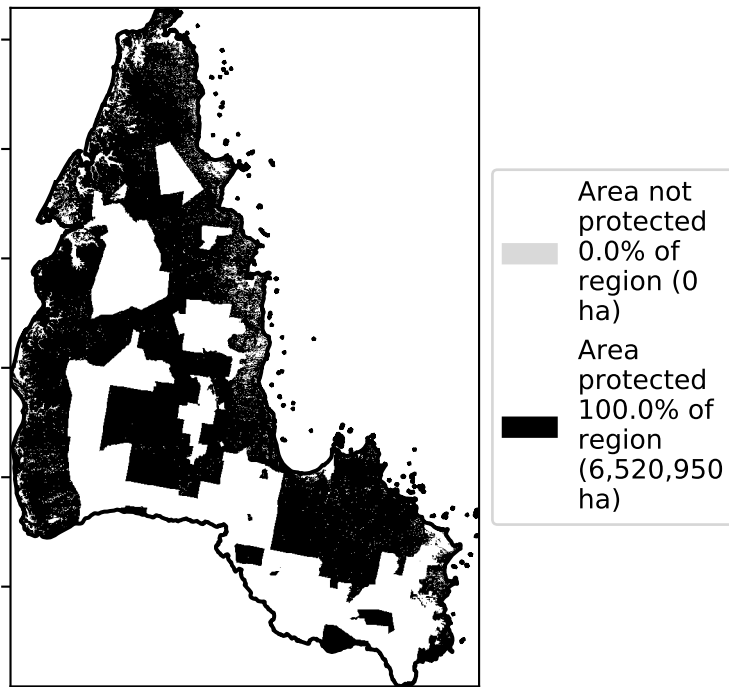 Area not
protected
0.0% of
region (0
ha)
Area
protected
100.0% of
region
(6,520,950
ha)